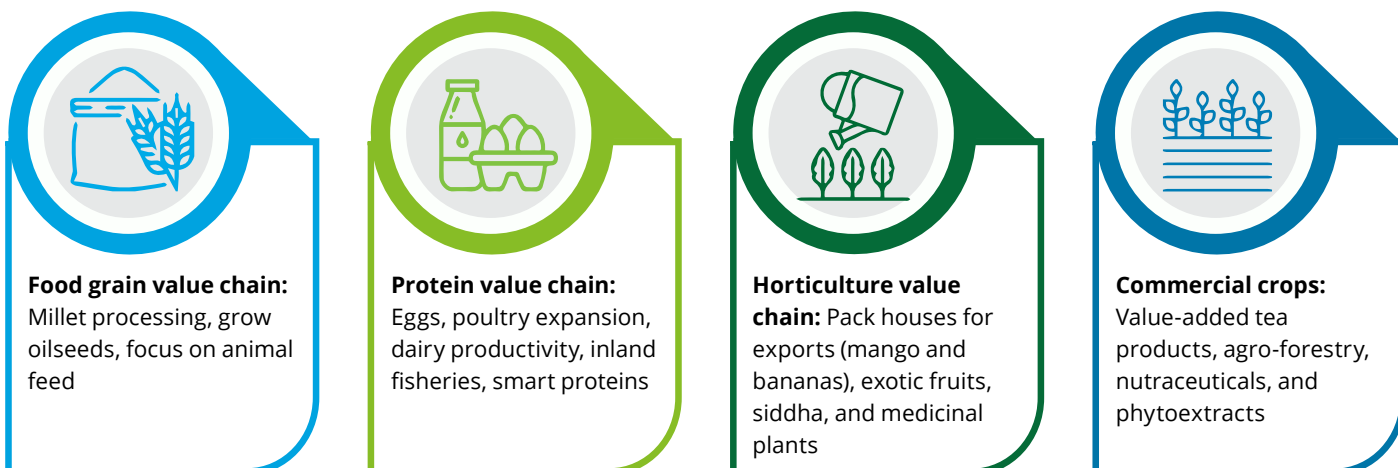 Food grain value chain:
Millet processing, grow
oilseeds, focus on animal
feed
Protein value chain:
Eggs, poultry expansion,
dairy productivity, inland
fisheries, smart proteins
Horticulture value
chain: Pack houses for
exports (mango and
bananas), exotic fruits,
siddha, and medicinal
plants
Commercial crops:
Value-added tea
products, agro-forestry,
nutraceuticals, and
phytoextracts